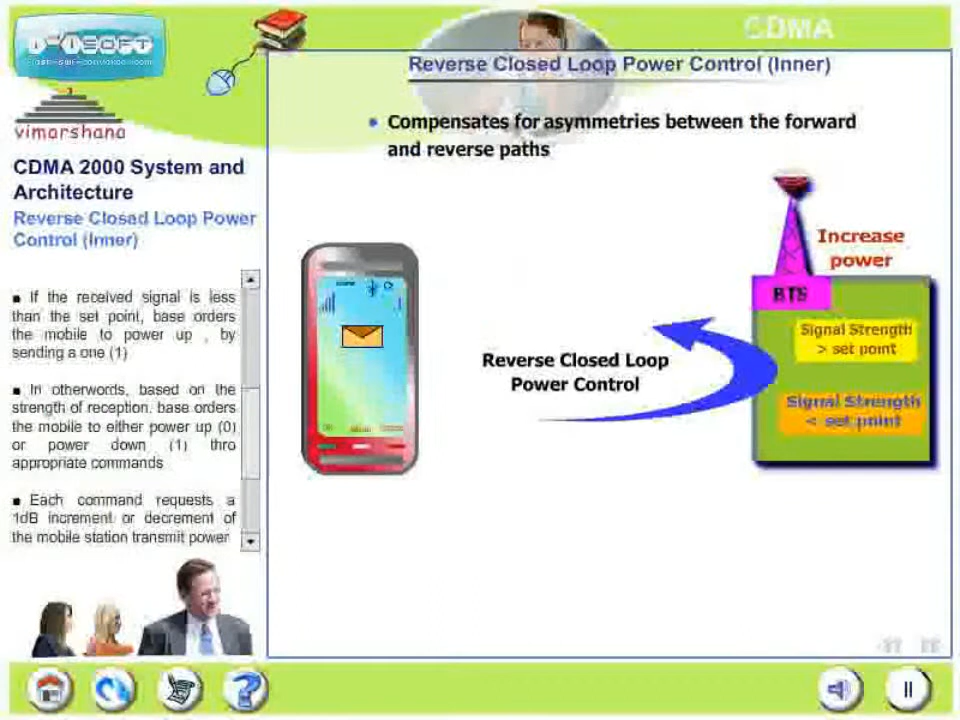 CDMA
Reverse Closed Loop Power Control (Inner)
vimarshana
CDMA 2000 System and
Architecture
Reverse Closed Loop Power
Control (Inner)
■ If the received signal is less
than the set point, base orders
the mobile to power up , by
sending a one (1)
■ In otherwords, based on the
strength of reception, base orders
the mobile to either power up (0)
or power down (1) thro
appropriate commands
■ Each command requests a
1dB increment or decrement of
the mobile station transmit power
• Compensates for asymmetries between the forward
and reverse paths
Increase
power
BTS
Signal Strength
> set point
Signal Strength
< set point
Reverse Closed Loop
Power Control